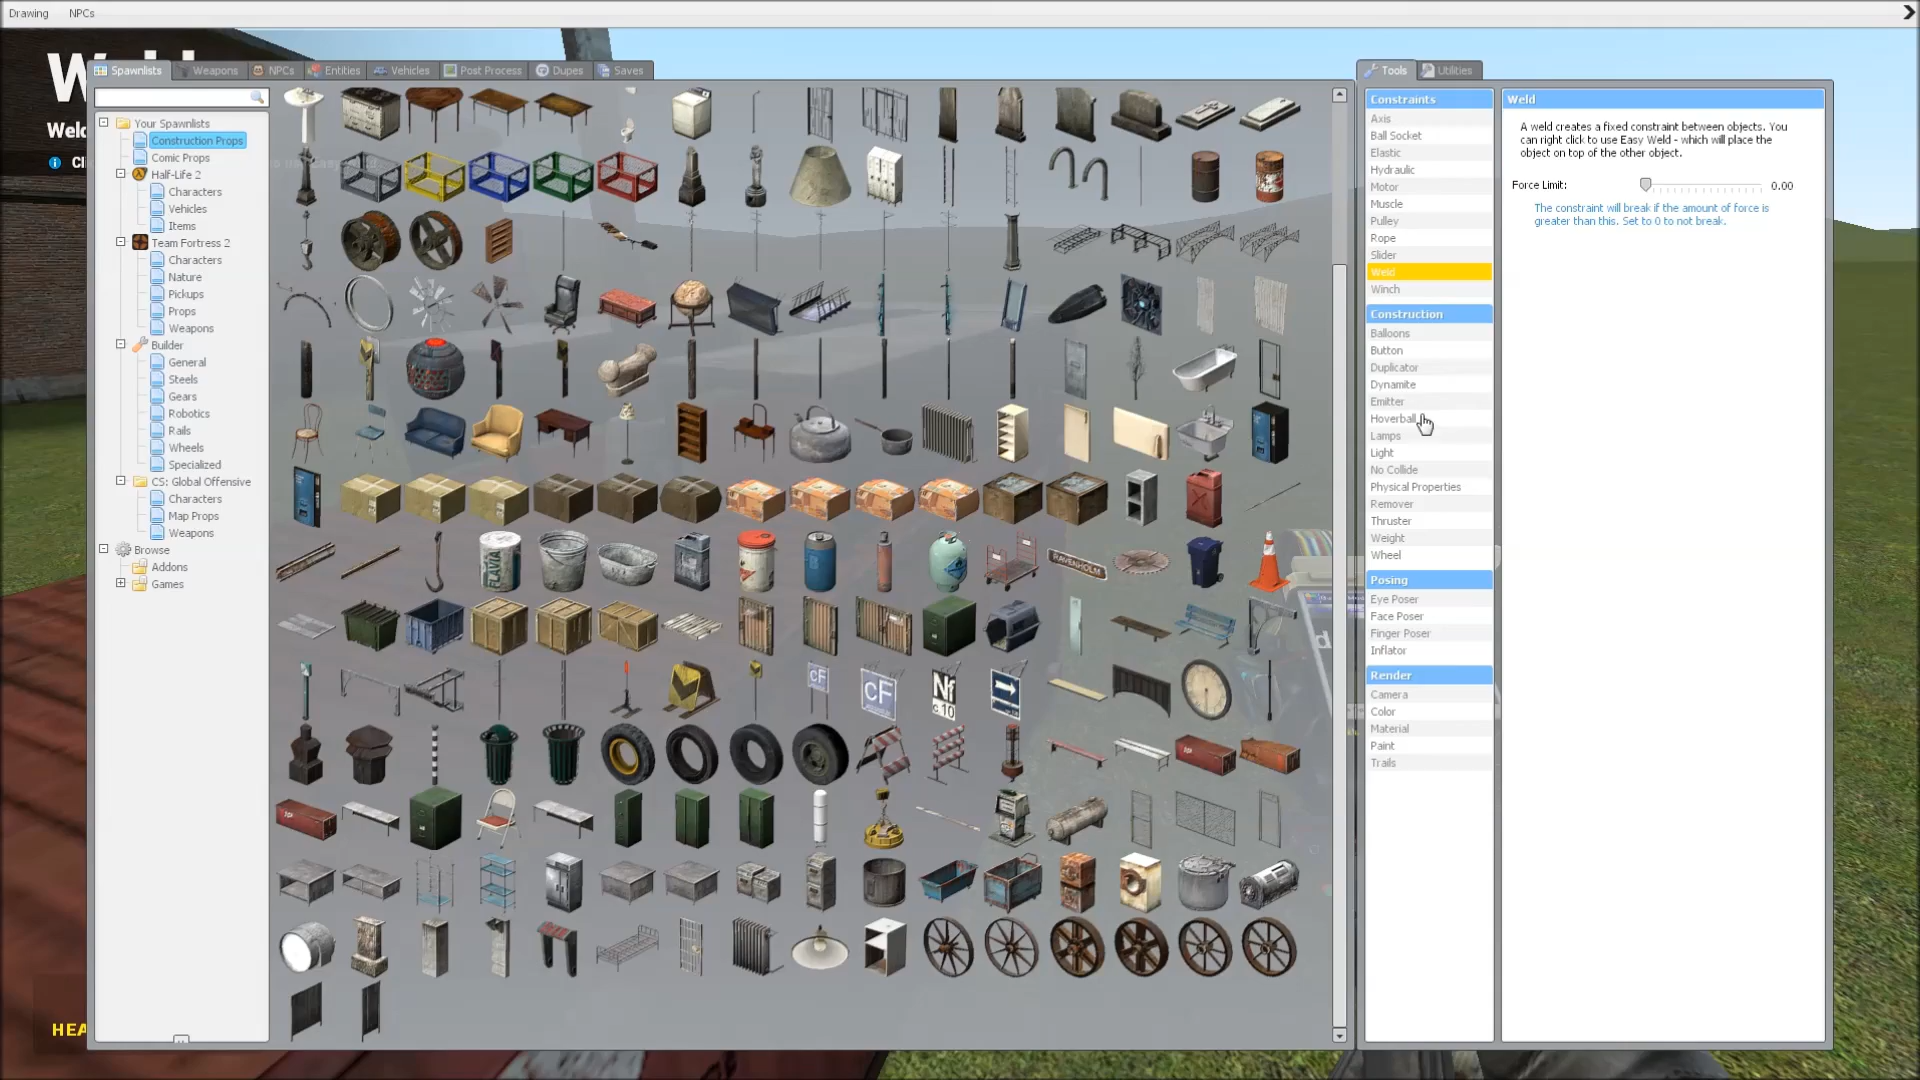 Drawing NPCs
W
Weld
Cli
HEA
Spawnlists Weapons NPCs Entities Vehicles Post Process Dupes Saves
Your Spawnlists
Construction Props
Comic Props
Half-Life 2
Characters
Vehicles
Items
Team Fortress 2
Characters
Nature
Pickups
Props
Weapons
Builder
General
Steels
Gears
Robotics
Rails
Wheels
Specialized
CS: Global Offensive
Characters
Map Props
Weapons
Browse
Addons
Games
RAVENHOLM
cF
cF
Nf
c.10
Tools Utilities
Constraints
Axis
Ball Socket
Elastic
Hydraulic
Motor
Muscle
Pulley
Rope
Slider
Weld
Winch
Construction
Balloons
Button
Duplicator
Dynamite
Emitter
Hoverball
Lamps
Light
No Collide
Physical Properties
Remover
Thruster
Weight
Wheel
Posing
Eye Poser
Face Poser
Finger Poser
Inflator
Render
Camera
Color
Material
Paint
Trails
Weld
A weld creates a fixed constraint between objects. You
can right click to use Easy Weld - which will place the
object on top of the other object.
Force Limit: 0.00
The constraint will break if the amount of force is
greater than this. Set to 0 to not break.